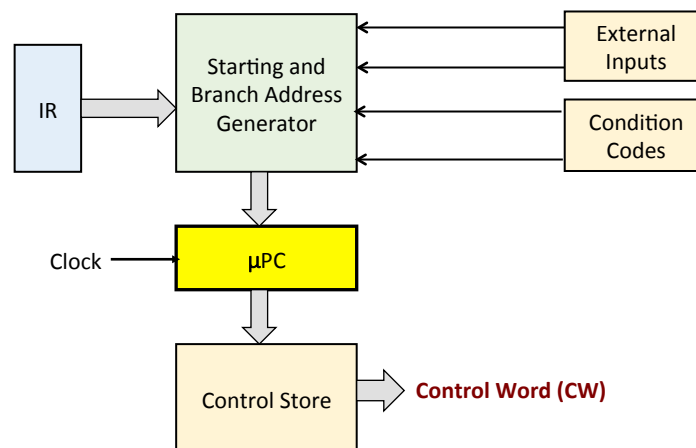 IR
Starting and
Branch Address
Generator
External
Inputs
Condition
Codes
Clock
µPC
Control Store
Control Word (CW)